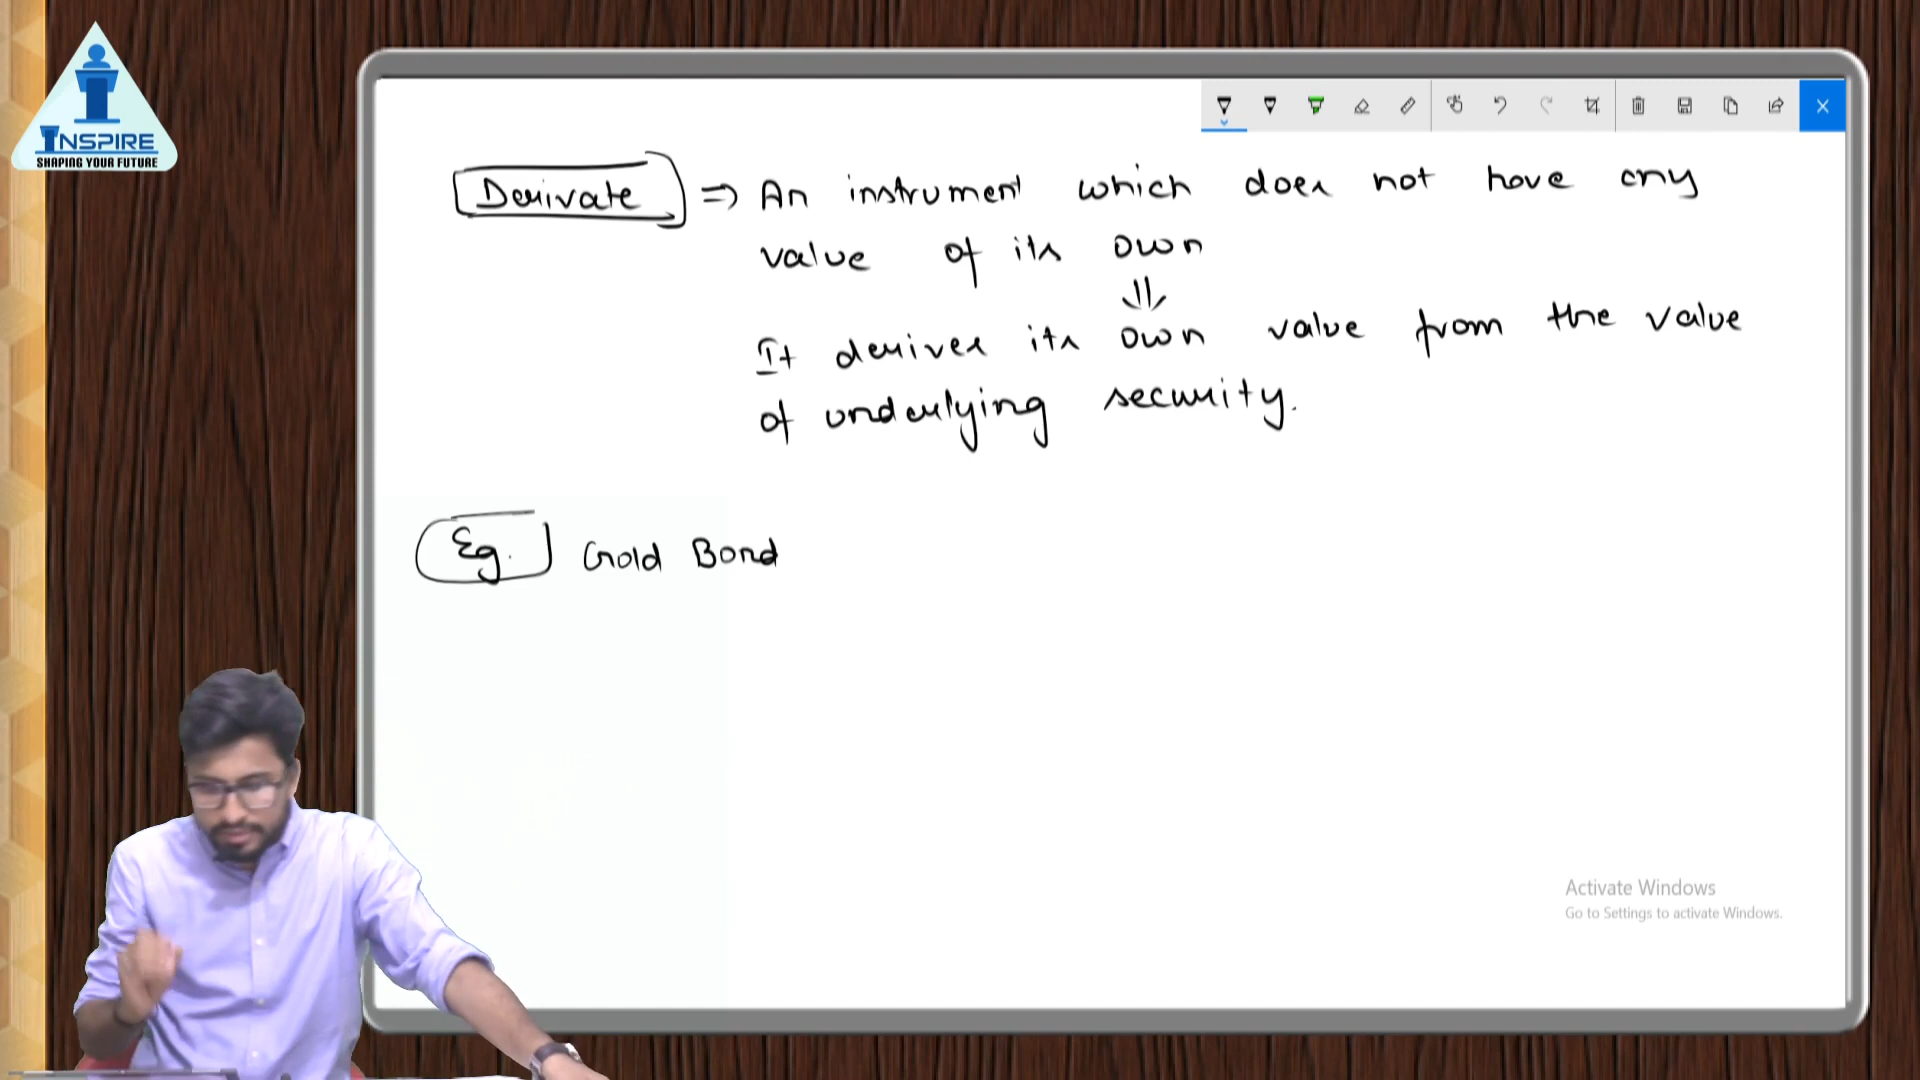 INSPIRE
SHAPING YOUR FUTURE
Derivate ⇒ An instrument which does not have any
value of its own
⇓
It derives its own value from the value
of underlying security.
Eg. Gold Bond
Activate Windows
Go to Settings to activate Windows.